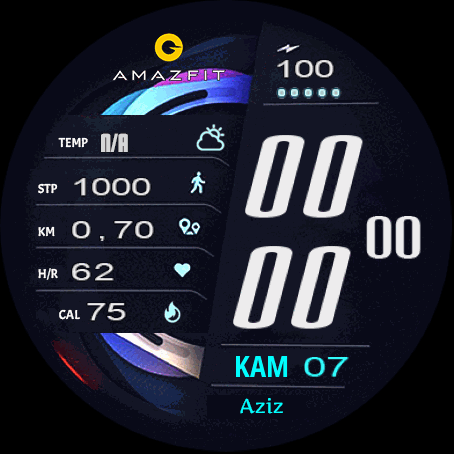 AMAZFIT
100
TEMP N/A
STP 1000
KM 0,70
H/R 62
CAL 75
00
00
00
KAM 07
Aziz